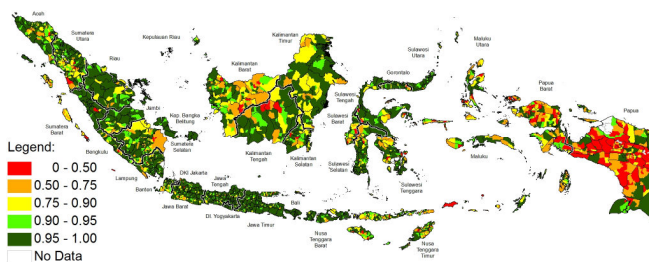 Aceh
Sumatera
Utara
Riau
Kepulauan Riau
Jambi
Kep. Bangka
Belitung
Sumatera
Barat
Bengkulu
Sumatera
Selatan
Lampung
Banten
DKI Jakarta
Jawa Barat
Jawa
Tengah
DI. Yogyakarta
Jawa Timur
Bali
Nusa
Tenggara
Barat
Nusa
Tenggara
Timur
Kalimantan
Barat
Kalimantan
Timur
Kalimantan
Tengah
Kalimantan
Selatan
Sulawesi
Utara
Gorontalo
Sulawesi
Tengah
Sulawesi
Barat
Sulawesi
Selatan
Sulawesi
Tenggara
Maluku
Utara
Maluku
Papua
Barat
Papua
Legend:
0 - 0.50
0.50 - 0.75
0.75 - 0.90
0.90 - 0.95
0.95 - 1.00
No Data